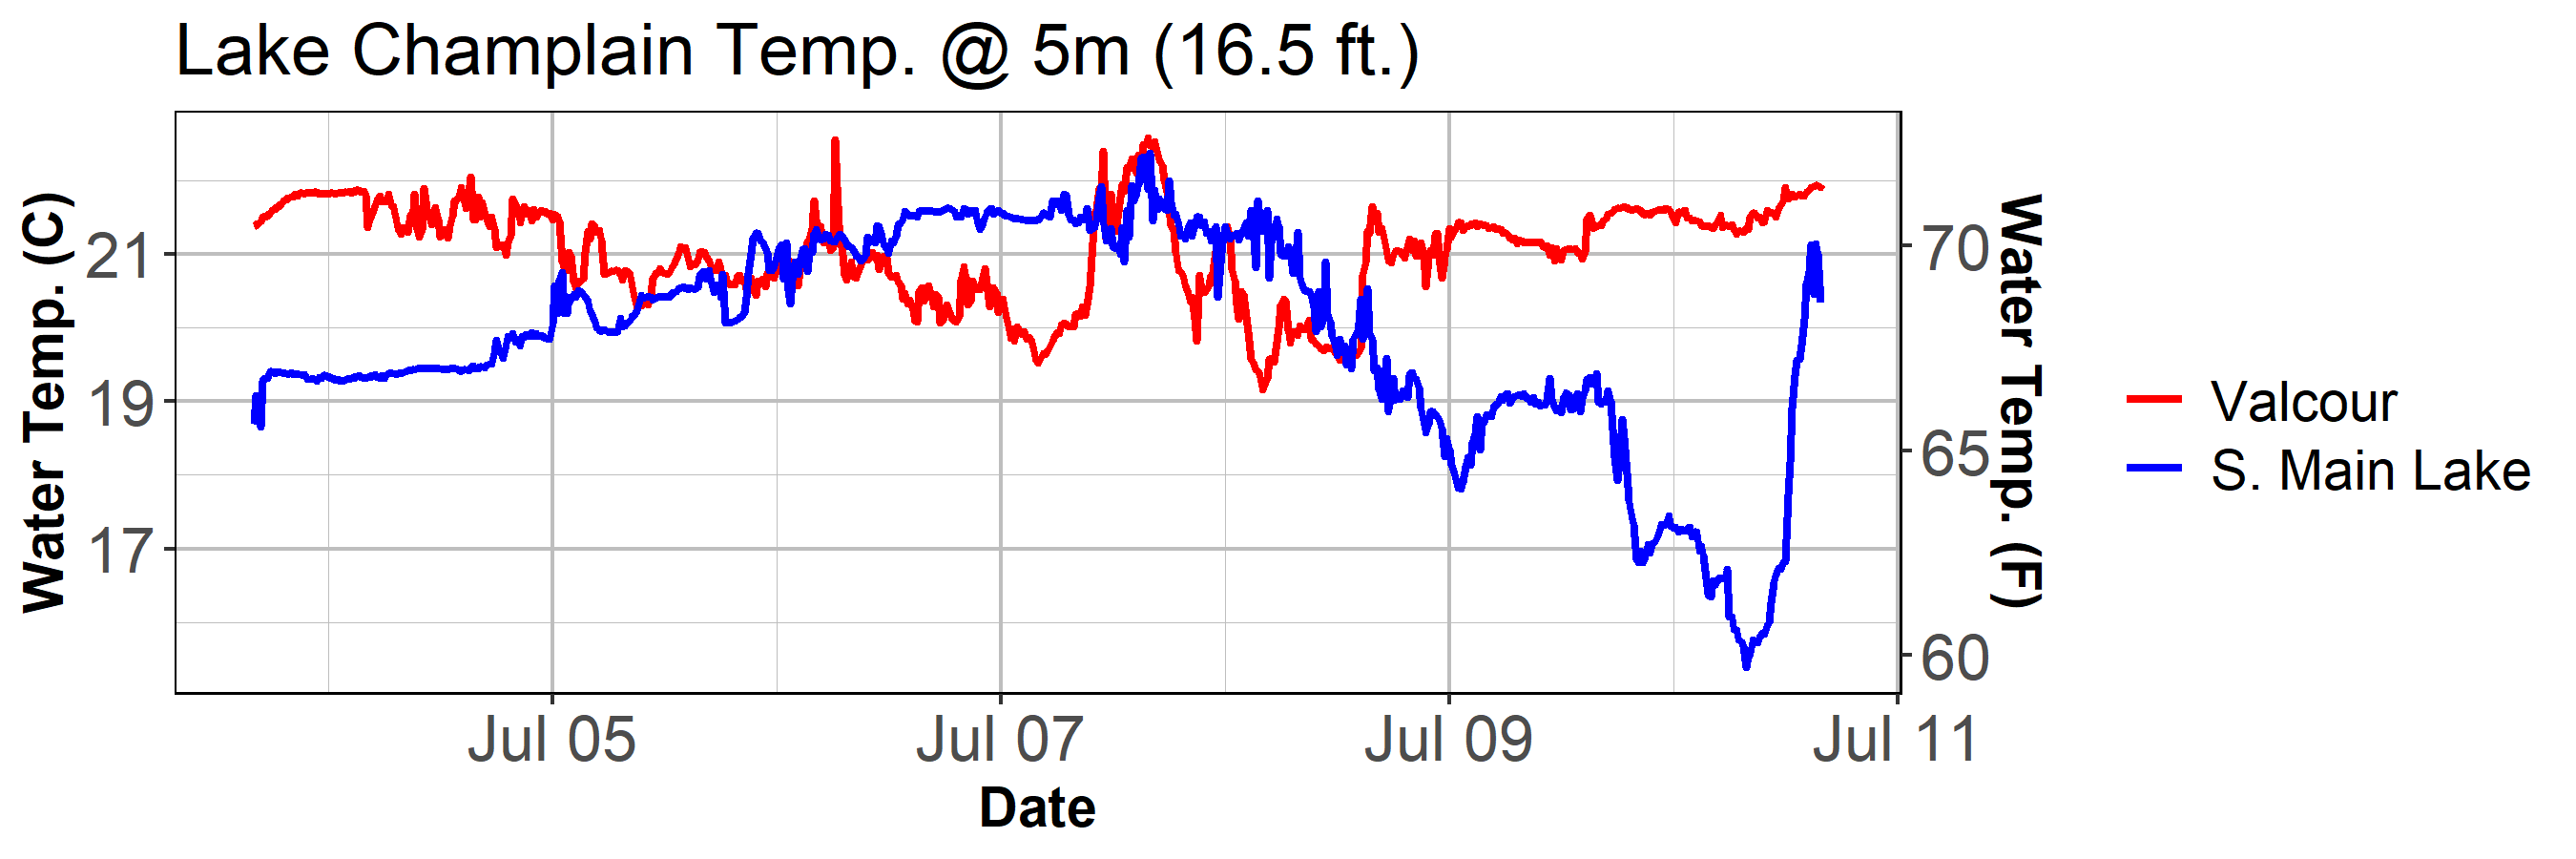 Lake Champlain Temp. @ 5m (16.5 ft.)
Water Temp. (C)
21
19
17
70
65
60
Water Temp. (F)
Jul 05
Jul 07
Jul 09
Jul 11
Date
Valcour
S. Main Lake